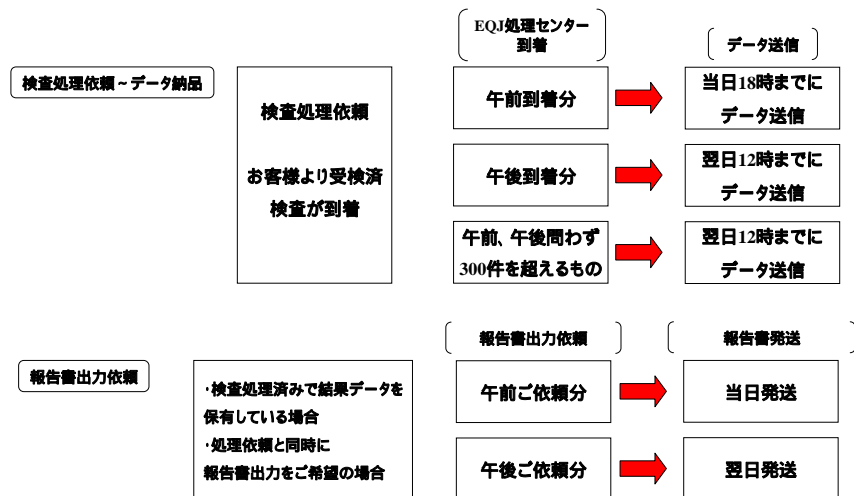 EQJ処理センター
到着
データ送信
検査処理依頼~データ納品
検査処理依頼
お客様より受検済
検査が到着
午前到着分
当日18時までに
データ送信
午後到着分
翌日12時までに
データ送信
午前、午後問わず
300件を超えるもの
翌日12時までに
データ送信
報告書出力依頼
報告書発送
報告書出力依頼
・検査処理済みで結果データを
保有している場合
・処理依頼と同時に
報告書出力をご希望の場合
午前ご依頼分
当日発送
午後ご依頼分
翌日発送